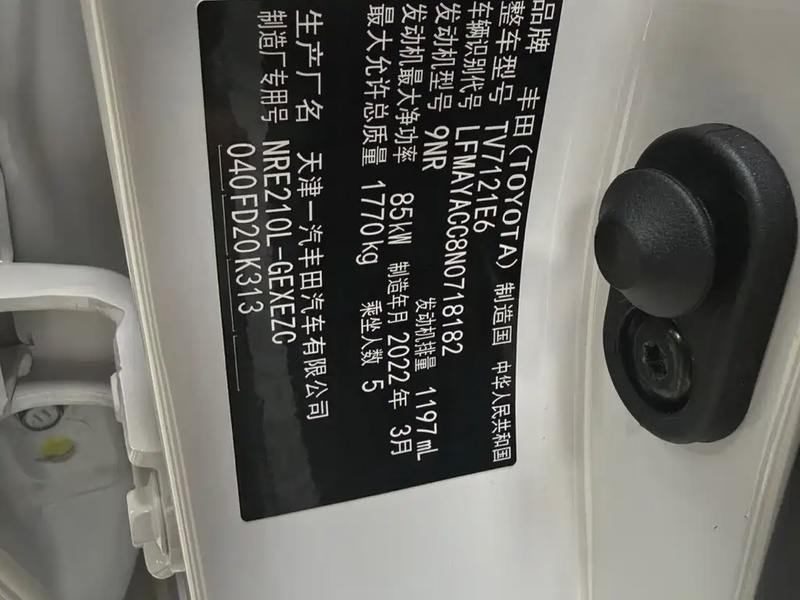 品牌 丰田(TOYOTA) 制造国 中华人民共和国
整车型号 TV7121E6
车辆识别代号 LFMAYACC8N0718182
发动机型号 9NR 发动机排量 1197mL
发动机最大净功率 85kW 制造年月 2022年 3月
最大允许总质量 1770kg 乘坐人数 5
生产厂名 天津一汽丰田汽车有限公司
制造厂专用号 NRE210L-GEXEZC
040 FD20 K313